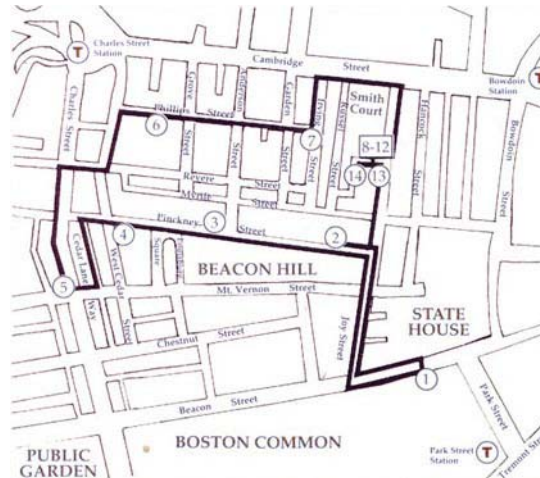 T
Charles Street
Station
Cambridge Street
T
Bowdoin
Station
Grove
Street
Anderson
Street
Garden
Street
Irving
Street
Russell
Street
Smith
Court
Hancock
Street
Bowdoin
Street
Charles
Street
Phillips Street
6
7
8-12
14
13
Revere Street
Myrtle Street
Pinckney Street
3
2
4
5
Cedar Lane
Way
West Cedar
Street
Square
BEACON HILL
Mt. Vernon Street
STATE
HOUSE
Joy Street
Chestnut Street
1
Beacon Street
Park Street
BOSTON COMMON
PUBLIC
GARDEN
Park Street
Station
T
Tremont St.